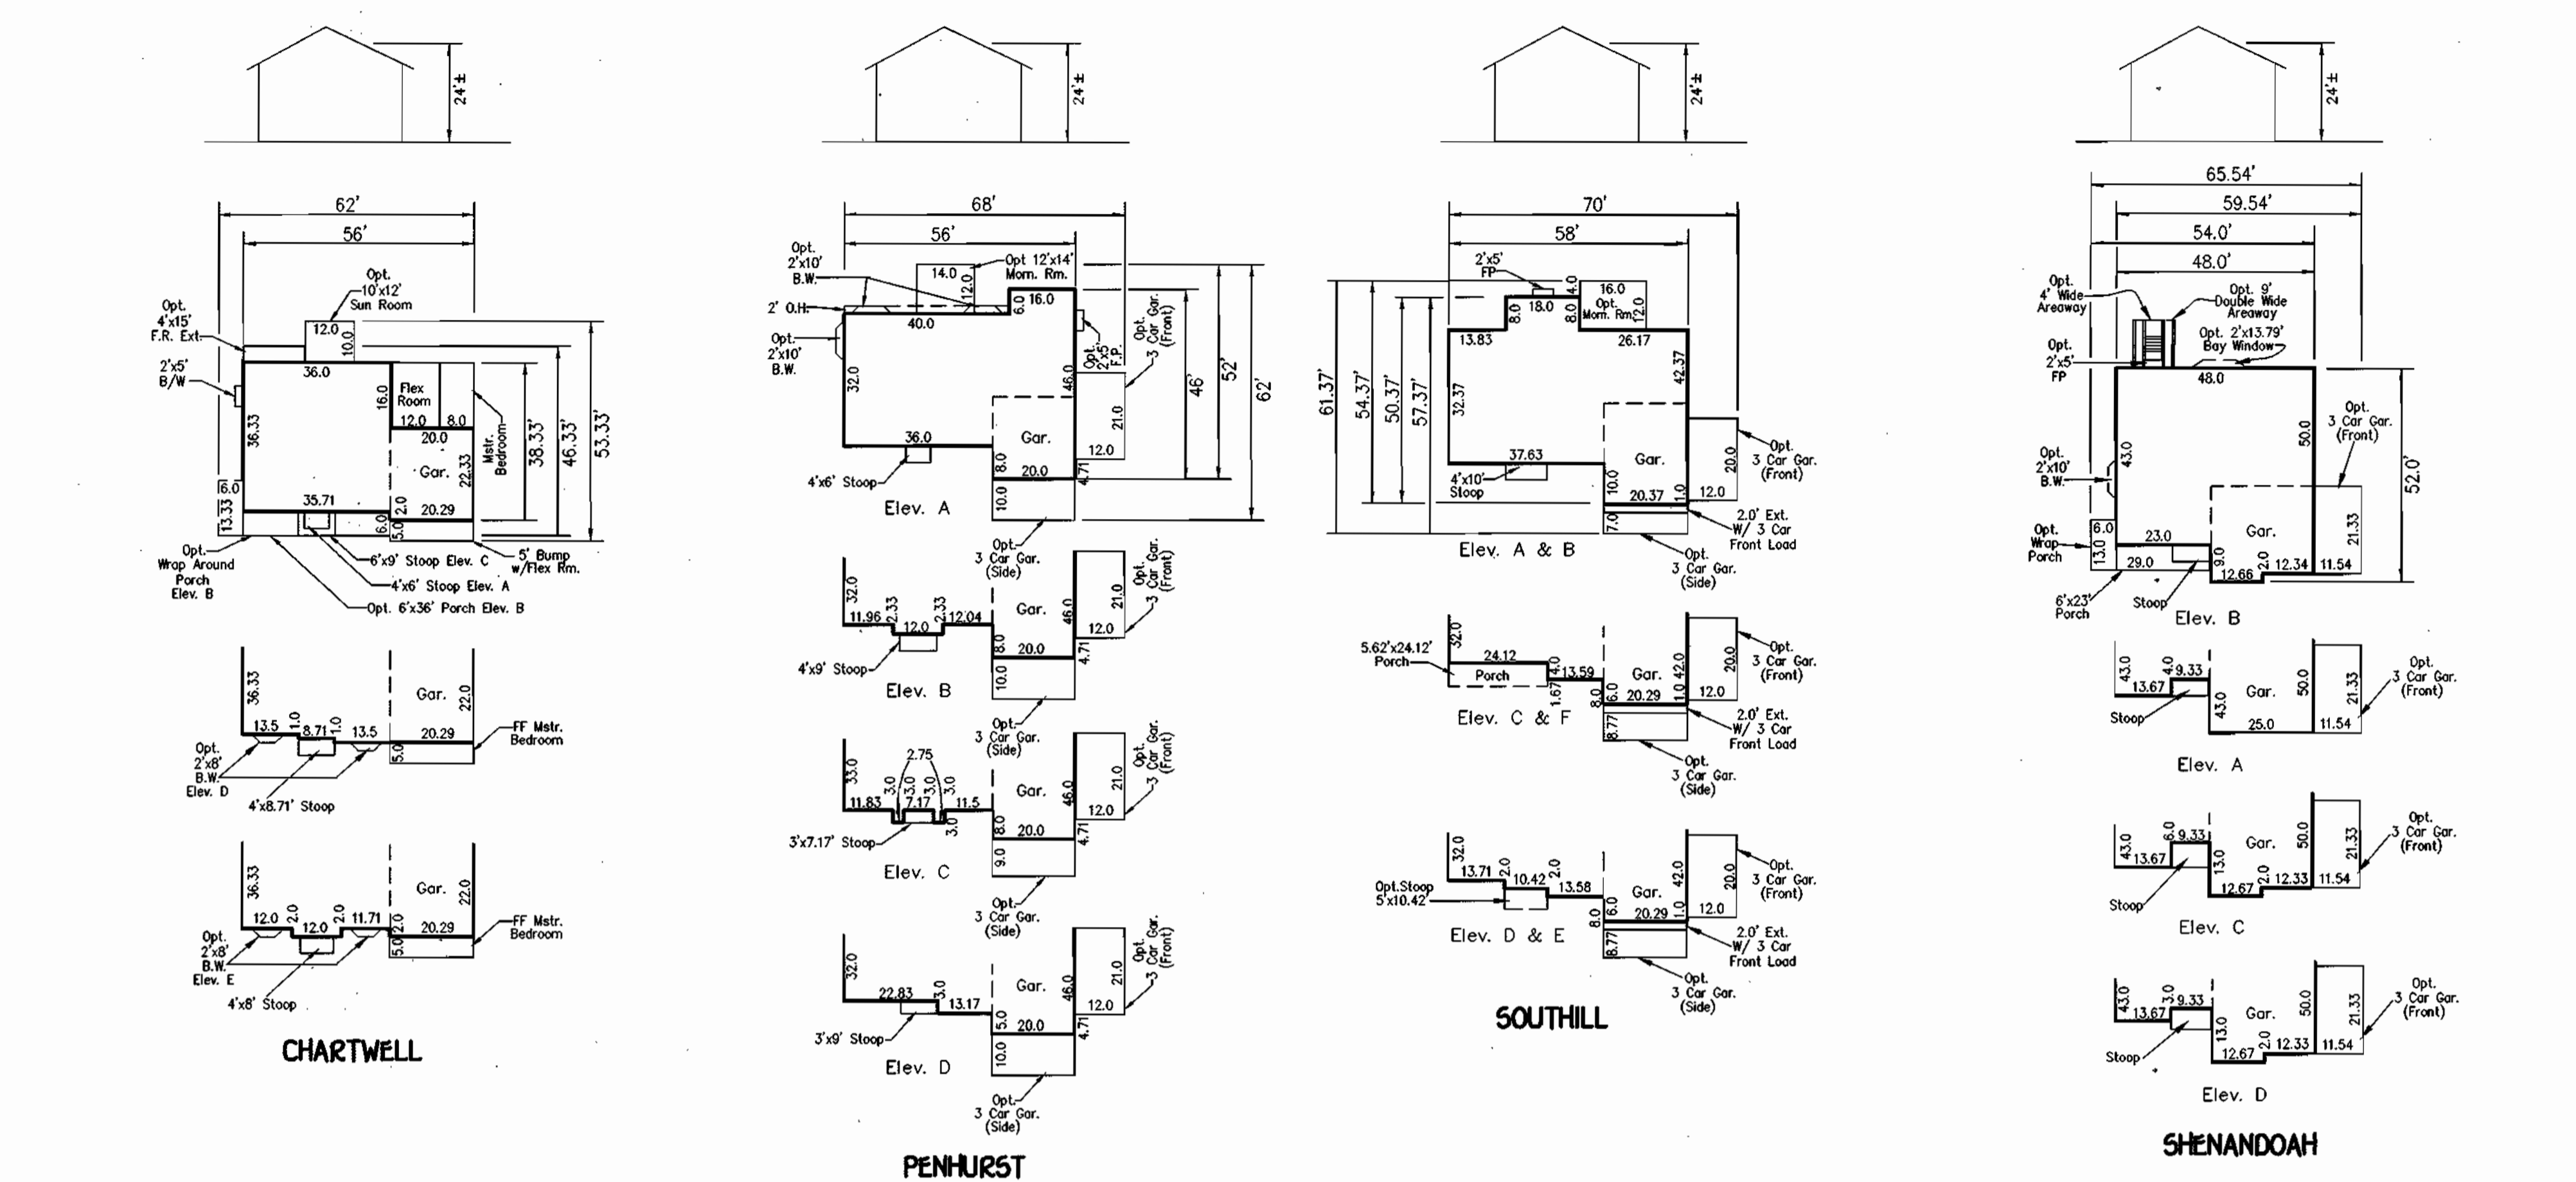 24'±
62'
56'
Opt.
10'x12'
Sun Room
Opt.
4'x15'
F.R. Ext.
12.0
10.0
2'x5'
B/W
36.0
16.0
Flex
Room
12.0
8.0
20.0
36.33
Gar.
22.33
Mstr.
Bedroom
38.33'
46.33'
53.33'
6.0
13.33
35.71
6.0
2.0
20.29
5.0
Opt.
Wrap Around
Porch
Elev. B
6'x9' Stoop Elev. C
4'x6' Stoop Elev. A
Opt. 6'x36' Porch Elev. B
5' Bump
w/Flex Rm.
36.33
13.5
1.0
8.71
1.0
13.5
Gar.
22.0
20.29
5.0
FF Mstr.
Bedroom
Opt.
2'x8'
B.W.
Elev. D
4'x8.71' Stoop
36.33
12.0
2.0
12.0
2.0
11.71
2.0
5.0
Gar.
22.0
20.29
FF Mstr.
Bedroom
Opt.
2'x8'
B.W.
Elev. E
4'x8' Stoop
CHARTWELL
24'±
68'
56'
Opt.
2'x10'
B.W.
14.0
12.0
Opt 12'x14'
Morn. Rm.
2' O.H.
40.0
6.0
16.0
Opt.
2'x10'
B.W.
32.0
Opt.
2'x5'
F.P.
Opt.
3 Car Gar.
(Front)
46.0
46'
52'
62'
36.0
Gar.
21.0
12.0
8.0
20.0
4.71
10.0
4'x6' Stoop
Elev. A
Opt.
3 Car Gar.
(Side)
32.0
11.96
2.33
12.0
2.33
12.04
Gar.
46.0
21.0
12.0
Opt.
3 Car Gar.
(Front)
8.0
20.0
4.71
10.0
4'x9' Stoop
Elev. B
Opt.
3 Car Gar.
(Side)
33.0
11.83
3.0
2.75
3.0
7.17
3.0
3.0
11.5
3.0
Gar.
46.0
21.0
12.0
Opt.
3 Car Gar.
(Front)
8.0
20.0
4.71
9.0
3'x7.17' Stoop
Elev. C
Opt.
3 Car Gar.
(Side)
32.0
22.83
3.0
13.17
Gar.
46.0
21.0
12.0
Opt.
3 Car Gar.
(Front)
5.0
20.0
4.71
10.0
3'x9' Stoop
Elev. D
Opt.
3 Car Gar.
(Side)
PENHURST
24'±
70'
58'
2'x5'
FP
4.0
16.0
8.0
18.0
8.0
Opt.
Morn. Rm.
12.0
13.83
26.17
61.37'
54.37'
50.37'
57.37'
32.37
42.37
37.63
Gar.
20.0
12.0
10.0
20.37
1.0
7.0
4'x10'
Stoop
Opt.
3 Car Gar.
(Front)
2.0' Ext.
W/ 3 Car
Front Load
Elev. A & B
Opt.
3 Car Gar.
(Side)
5.62'x24.12'
Porch
32.0
24.12
Porch
4.0
13.59
1.67
8.0
6.0
Gar.
42.0
20.29
1.0
20.0
12.0
8.77
Opt.
3 Car Gar.
(Front)
2.0' Ext.
W/ 3 Car
Front Load
Elev. C & F
Opt.
3 Car Gar.
(Side)
32.0
13.71
2.0
10.42
2.0
13.58
Opt.Stoop
5'x10.42'
8.0
6.0
Gar.
42.0
20.29
1.0
20.0
12.0
8.77
Opt.
3 Car Gar.
(Front)
2.0' Ext.
W/ 3 Car
Front Load
Elev. D & E
Opt.
3 Car Gar.
(Side)
SOUTHILL
24'±
65.54'
59.54'
54.0'
48.0'
Opt.
4' Wide
Areaway
Opt. 9'
Double Wide
Areaway
Opt. 2'x13.79'
Bay Window
Opt.
2'x5'
FP
48.0
43.0
50.0
52.0'
Opt.
3 Car Gar.
(Front)
Opt.
2'x10'
B.W.
Opt.
Wrap
Porch
6.0
13.0
23.0
29.0
9.0
Gar.
12.66
2.0
12.34
11.54
21.33
6'x23'
Porch
Stoop
Elev. B
43.0
13.67
4.0
9.33
43.0
Gar.
50.0
25.0
11.54
21.33
Opt.
3 Car Gar.
(Front)
Stoop
Elev. A
43.0
13.67
6.0
9.33
13.0
Gar.
50.0
12.67
2.0
12.33
11.54
21.33
Opt.
3 Car Gar.
(Front)
Stoop
Elev. C
43.0
13.67
3.0
9.33
13.0
Gar.
50.0
12.67
2.0
12.33
11.54
21.33
Opt.
3 Car Gar.
(Front)
Stoop
Elev. D
SHENANDOAH